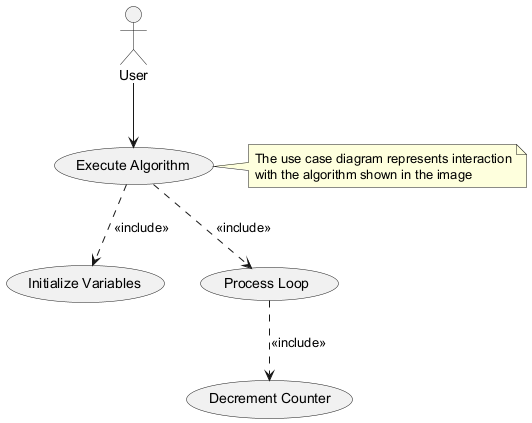 User
Execute Algorithm
The use case diagram represents interaction
with the algorithm shown in the image
«include»
«include»
Initialize Variables
Process Loop
«include»
Decrement Counter